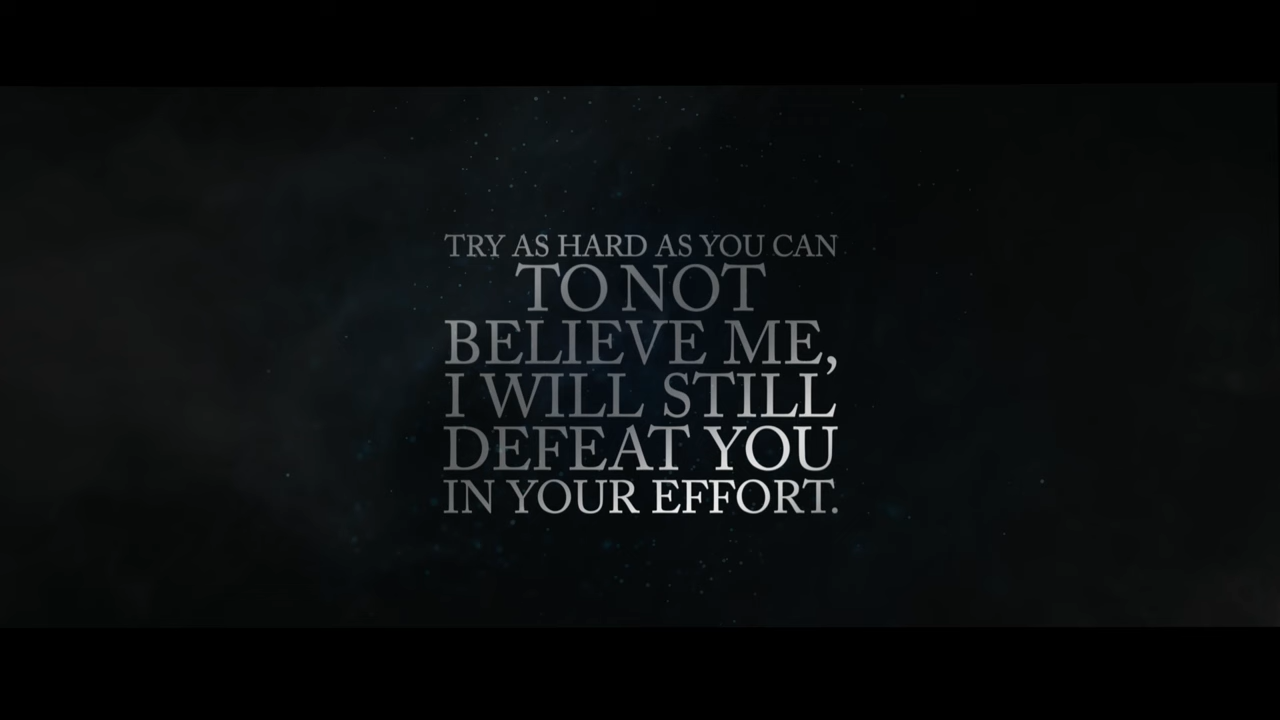 TRY AS HARD AS YOU CAN
TO NOT
BELIEVE ME,
I WILL STILL
DEFEAT YOU
IN YOUR EFFORT.